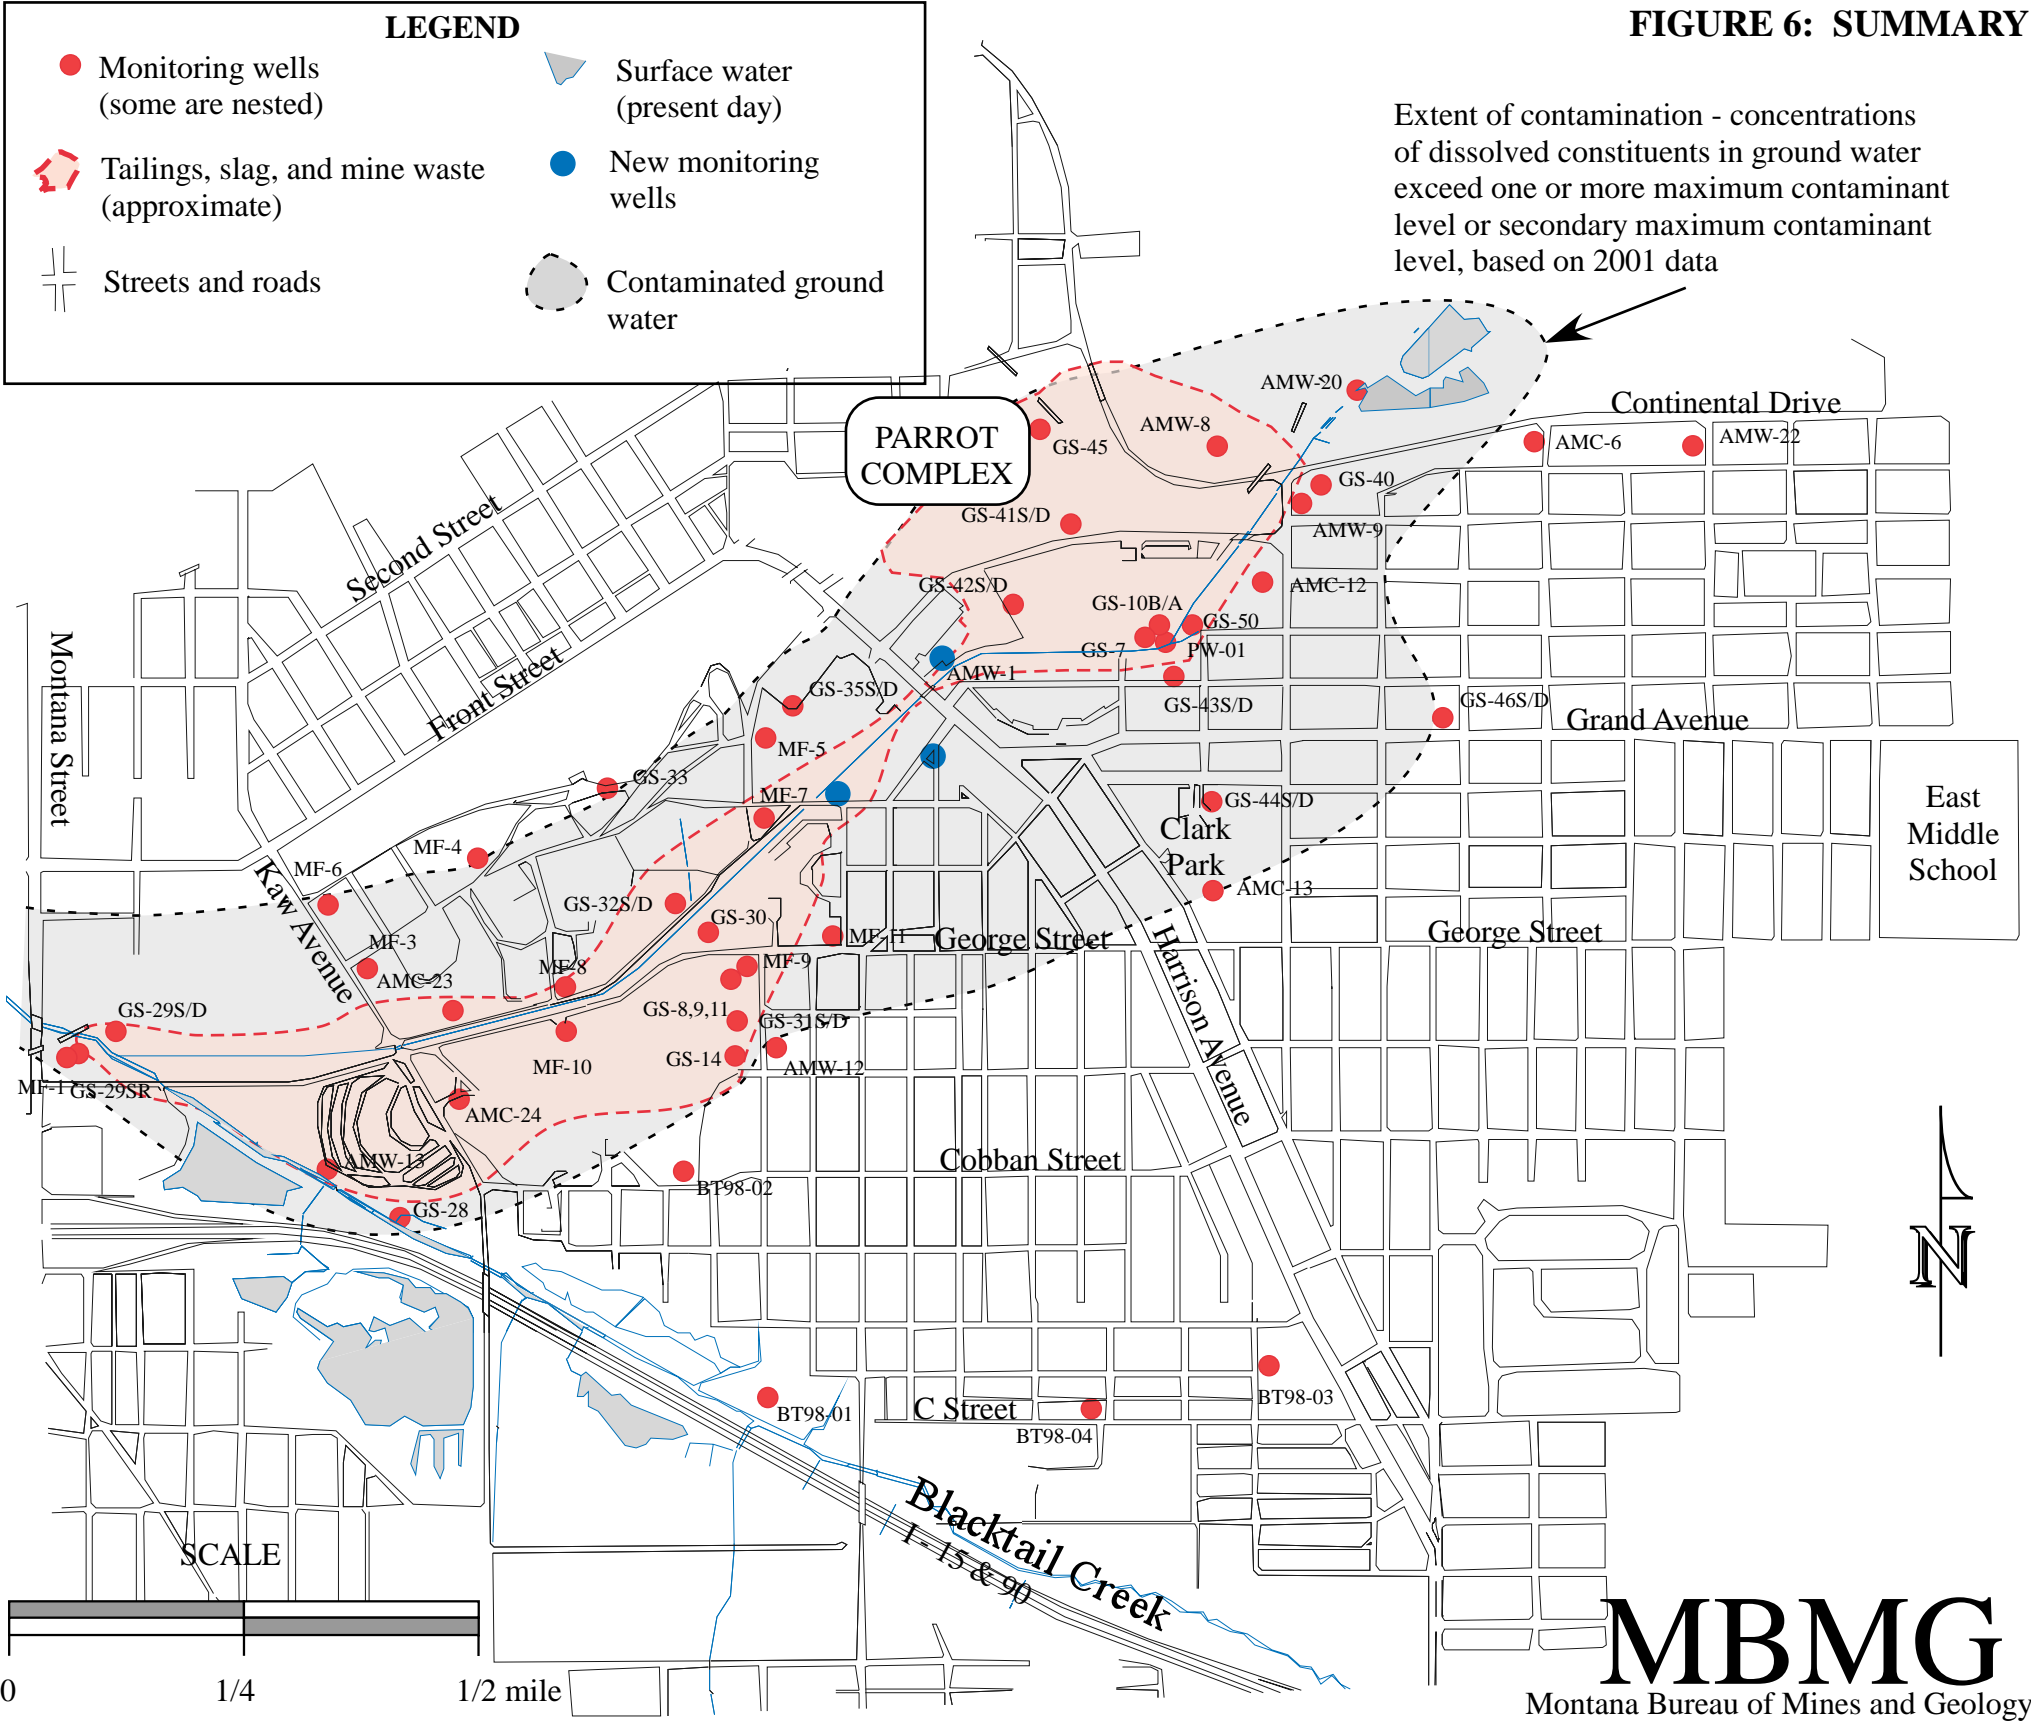 FIGURE 6: SUMMARY
LEGEND
Monitoring wells
(some are nested)
Surface water
(present day)
Tailings, slag, and mine waste
(approximate)
New monitoring
wells
Streets and roads
Contaminated ground
water
Extent of contamination - concentrations
of dissolved constituents in ground water
exceed one or more maximum contaminant
level or secondary maximum contaminant
level, based on 2001 data
PARROT
COMPLEX
AMW-20
Continental Drive
AMW-8
GS-45
AMC-6
AMW-22
GS-40
GS-41S/D
AMW-9
Second Street
GS-42S/D
AMC-12
GS-10B/A
GS-50
GS-7
PW-01
AMW-1
Montana Street
Front Street
GS-35S/D
GS-43S/D
GS-46S/D
Grand Avenue
MF-5
GS-33
MF-7
GS-44S/D
Clark
Park
East
Middle
School
MF-4
MF-6
AMC-13
Kaw Avenue
GS-32S/D
GS-30
MF-3
MF-11
George Street
George Street
Harrison Avenue
MF-8
MF-9
AMC-23
GS-29S/D
GS-8,9,11
GS-31S/D
GS-14
MF-10
AMW-12
MF-1
GS-29SR
AMC-24
AMW-13
Cobban Street
BT98-02
GS-28
N
BT98-01
C Street
BT98-03
BT98-04
Blacktail Creek
I - 15 & 90
SCALE
0
1/4
1/2 mile
MBMG
Montana Bureau of Mines and Geology